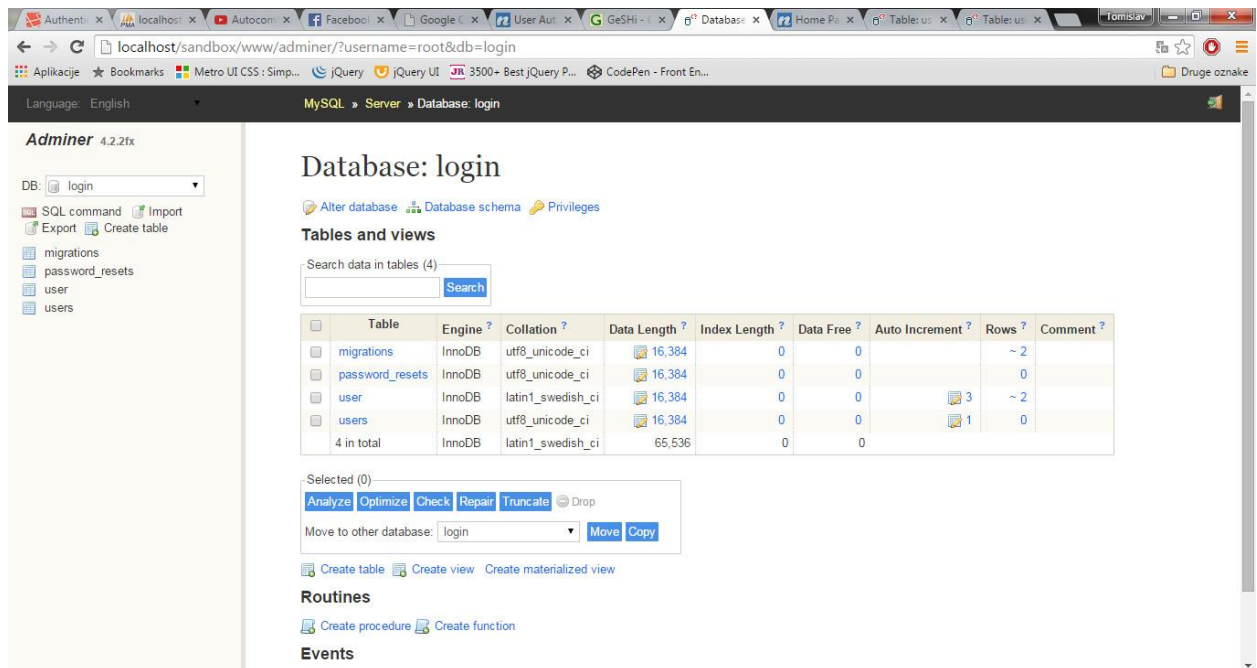 Authenti
localhost
Autocom
Facebook
Google C
User Aut
GeSHi - (
Database
Home Pa
Table: us
Table: us
Tomislav
localhost/sandbox/www/adminer/?username=root&db=login
Aplikacije Bookmarks Metro UI CSS : Simp... jQuery jQuery UI JR 3500+ Best jQuery P... CodePen - Front En... Druge oznake
Language: English MySQL » Server » Database: login
Adminer 4.2.2fx
DB: login
SQL command Import
Export Create table
migrations
password_resets
user
users
Database: login
Alter database Database schema Privileges
Tables and views
Search data in tables (4)
Search
Table Engine ? Collation ? Data Length ? Index Length ? Data Free ? Auto Increment ? Rows ? Comment ?
migrations InnoDB utf8_unicode_ci 16,384 0 0 ~ 2
password_resets InnoDB utf8_unicode_ci 16,384 0 0 0
user InnoDB latin1_swedish_ci 16,384 0 0 3 ~ 2
users InnoDB utf8_unicode_ci 16,384 0 0 1 0
4 in total InnoDB latin1_swedish_ci 65,536 0 0
Selected (0)
Analyze Optimize Check Repair Truncate Drop
Move to other database: login Move Copy
Create table Create view Create materialized view
Routines
Create procedure Create function
Events